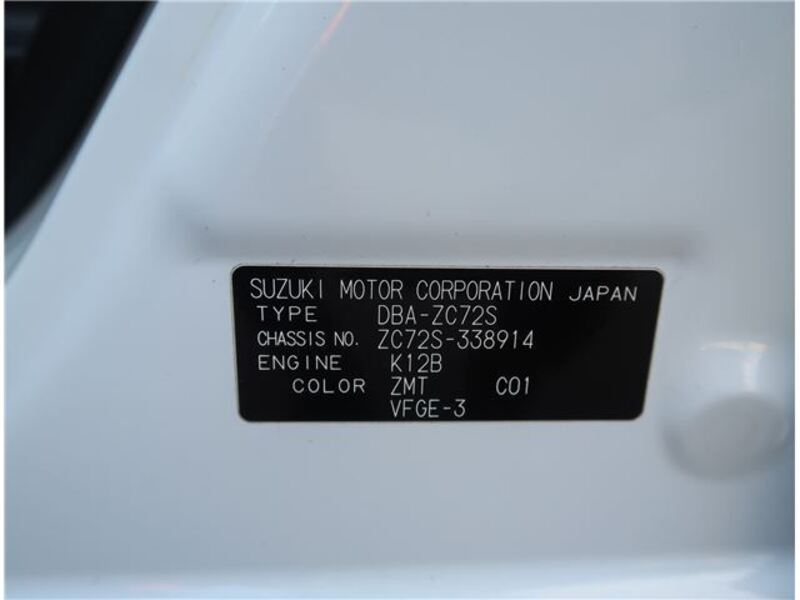 SUZUKI MOTOR CORPORATION JAPAN
TYPE DBA-ZC72S
CHASSIS NO. ZC72S-338914
ENGINE K12B
COLOR ZMT C01
VFGE-3